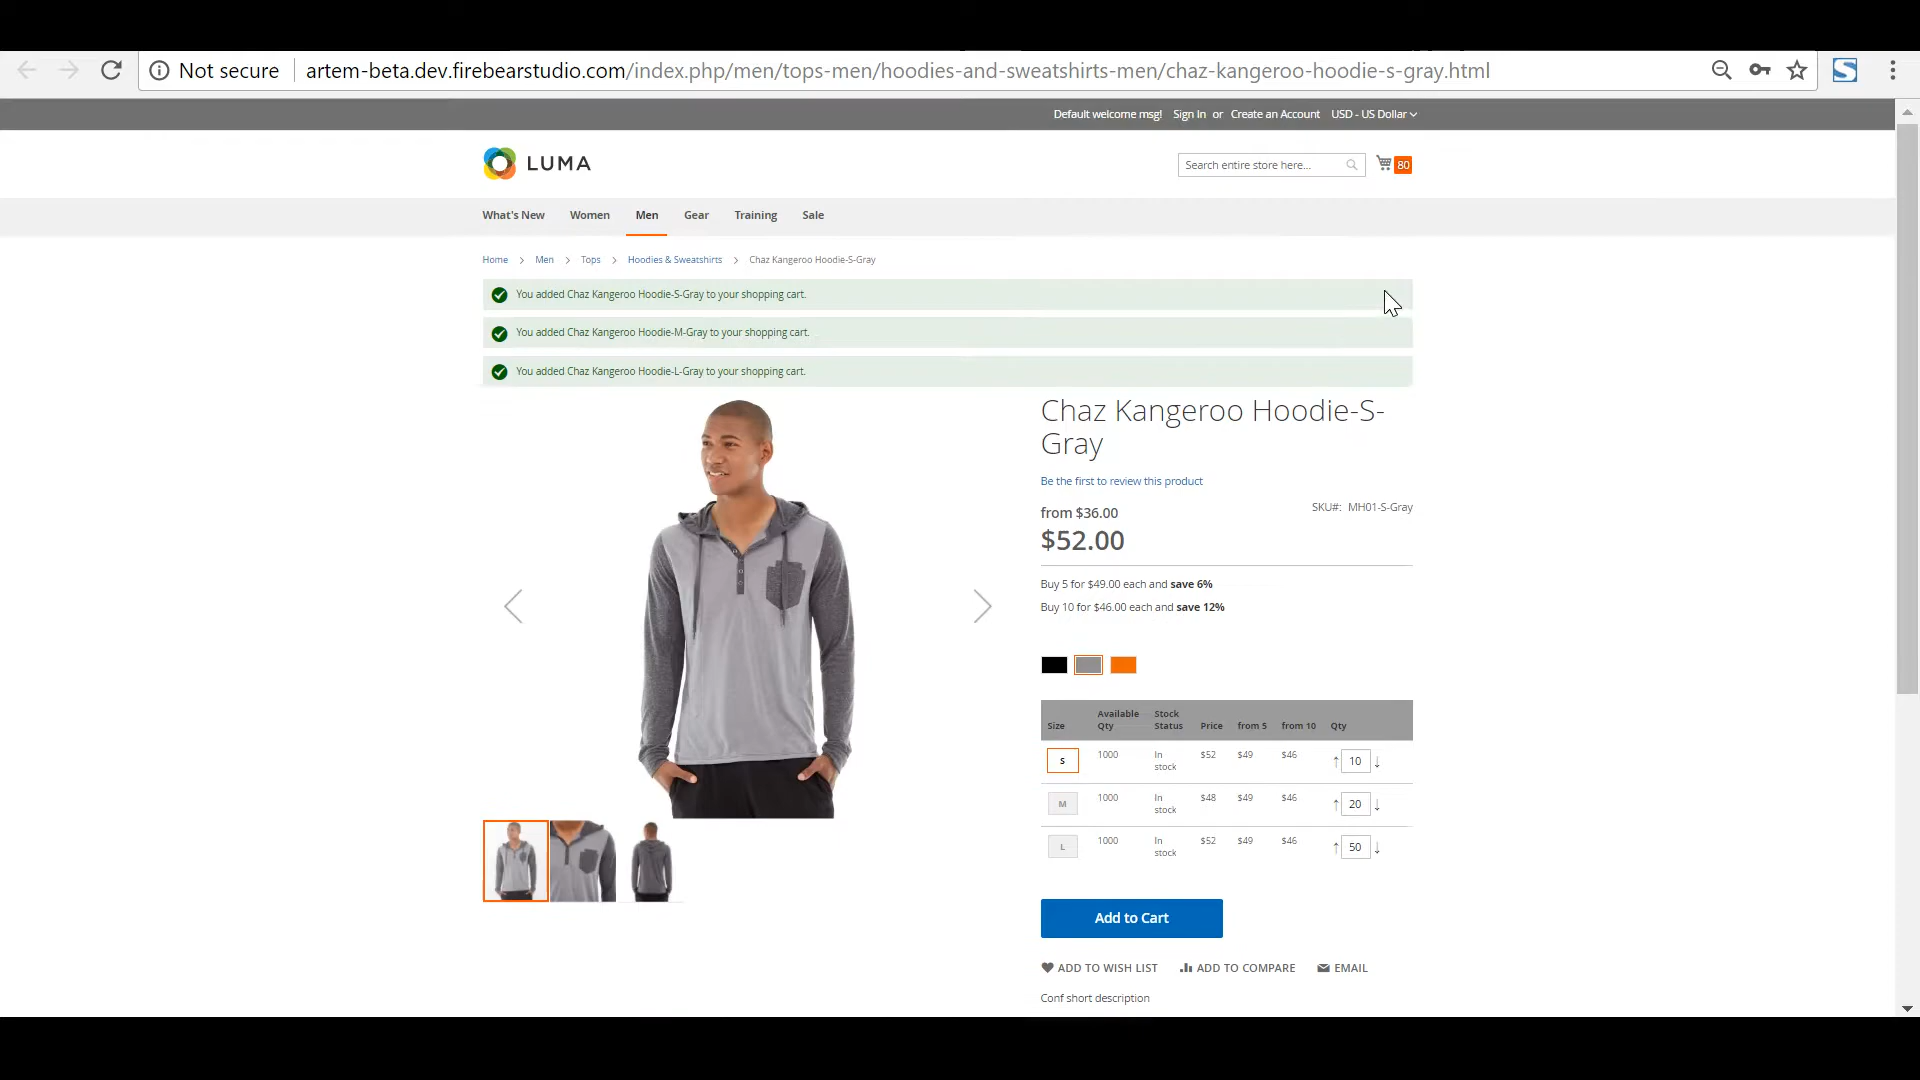 Not secure artem-beta.dev.firebearstudio.com/index.php/men/tops-men/hoodies-and-sweatshirts-men/chaz-kangeroo-hoodie-s-gray.html
Default welcome msg! Sign In or Create an Account USD - US Dollar
LUMA
Search entire store here...
80
What's New Women Men Gear Training Sale
Home Men Tops Hoodies & Sweatshirts Chaz Kangeroo Hoodie-S-Gray
You added Chaz Kangeroo Hoodie-S-Gray to your shopping cart.
You added Chaz Kangeroo Hoodie-M-Gray to your shopping cart.
You added Chaz Kangeroo Hoodie-L-Gray to your shopping cart.
Chaz Kangeroo Hoodie-S-
Gray
Be the first to review this product
from $36.00
SKU#: MH01-S-Gray
$52.00
Buy 5 for $49.00 each and save 6%
Buy 10 for $46.00 each and save 12%
Size Available Qty Stock Status Price from 5 from 10 Qty
S 1000 In stock $52 $49 $46 10
M 1000 In stock $48 $49 $46 20
L 1000 In stock $52 $49 $46 50
Add to Cart
ADD TO WISH LIST ADD TO COMPARE EMAIL
Conf short description